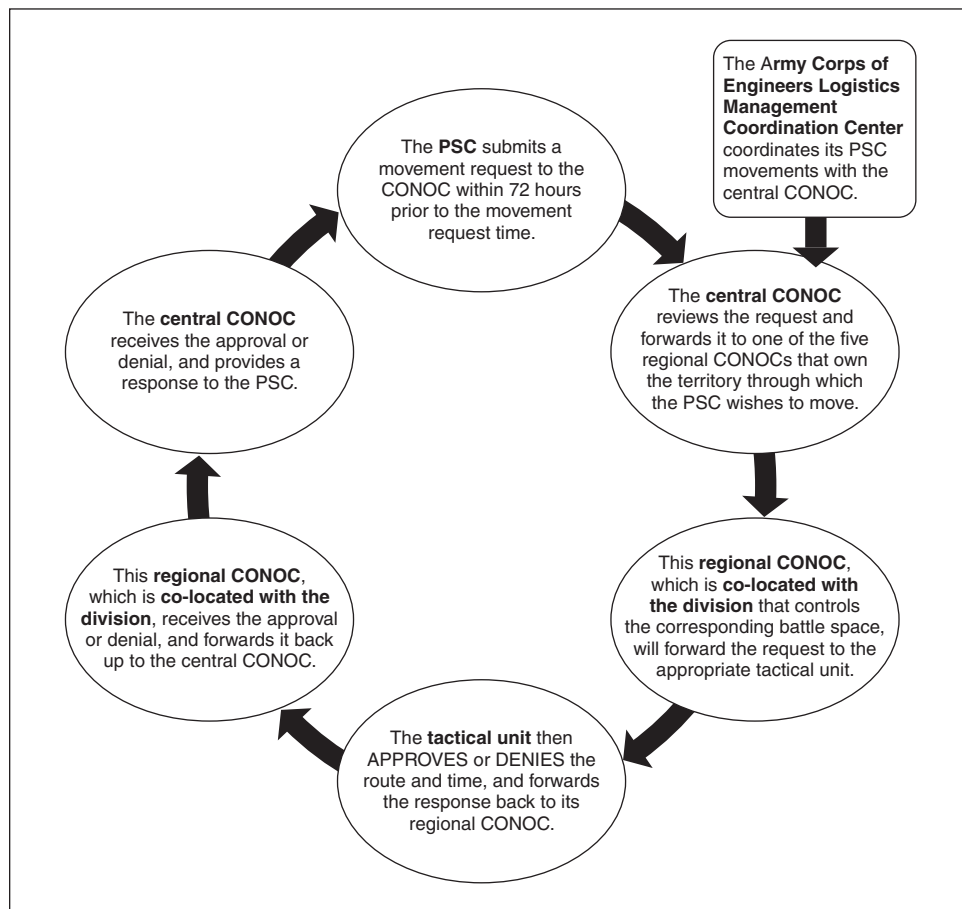 The Army Corps of
Engineers Logistics
Management
Coordination Center
coordinates its PSC
movements with the
central CONOC.
The PSC submits a
movement request to the
CONOC within 72 hours
prior to the movement
request time.
The central CONOC
reviews the request and
forwards it to one of the five
regional CONOCs that own
the territory through which
the PSC wishes to move.
This regional CONOC,
which is co-located with
the division that controls
the corresponding battle space,
will forward the request to the
appropriate tactical unit.
The tactical unit then
APPROVES or DENIES the
route and time, and forwards
the response back to its
regional CONOC.
This regional CONOC,
which is co-located with the
division, receives the approval
or denial, and forwards it back
up to the central CONOC.
The central CONOC
receives the approval or
denial, and provides a
response to the PSC.